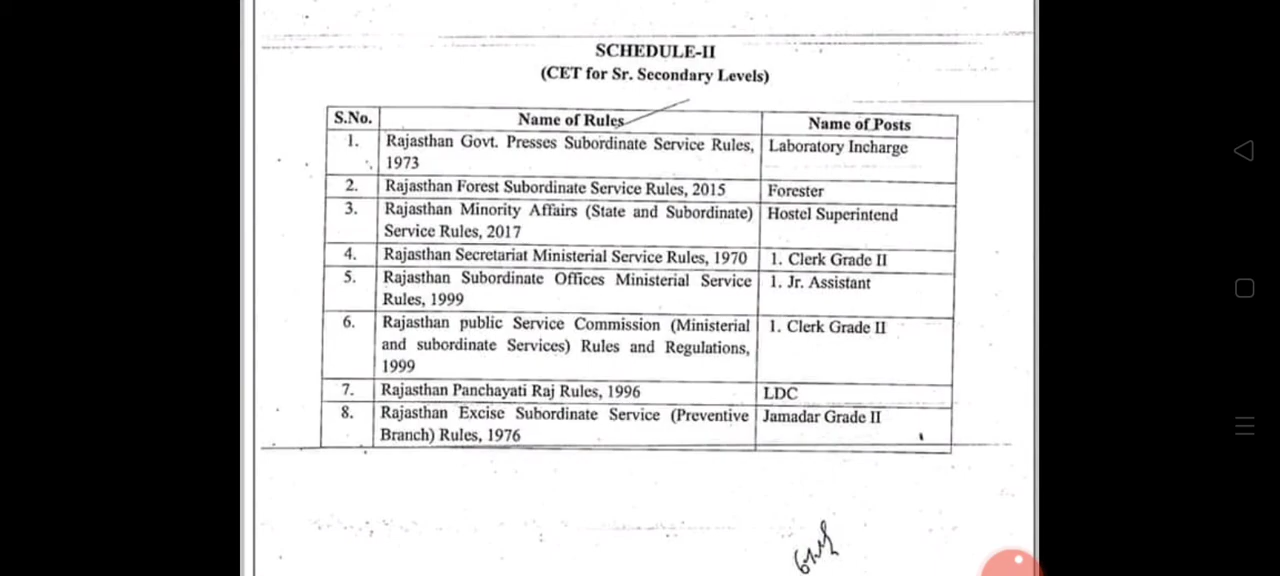 SCHEDULE-II
(CET for Sr. Secondary Levels)
S.No. Name of Rules Name of Posts
1. Rajasthan Govt. Presses Subordinate Service Rules, Laboratory Incharge
1973
2. Rajasthan Forest Subordinate Service Rules, 2015 Forester
3. Rajasthan Minority Affairs (State and Subordinate) Hostel Superintend
Service Rules, 2017
4. Rajasthan Secretariat Ministerial Service Rules, 1970 1. Clerk Grade II
5. Rajasthan Subordinate Offices Ministerial Service 1. Jr. Assistant
Rules, 1999
6. Rajasthan public Service Commission (Ministerial 1. Clerk Grade II
and subordinate Services) Rules and Regulations,
1999
7. Rajasthan Panchayati Raj Rules, 1996 LDC
8. Rajasthan Excise Subordinate Service (Preventive Jamadar Grade II
Branch) Rules, 1976